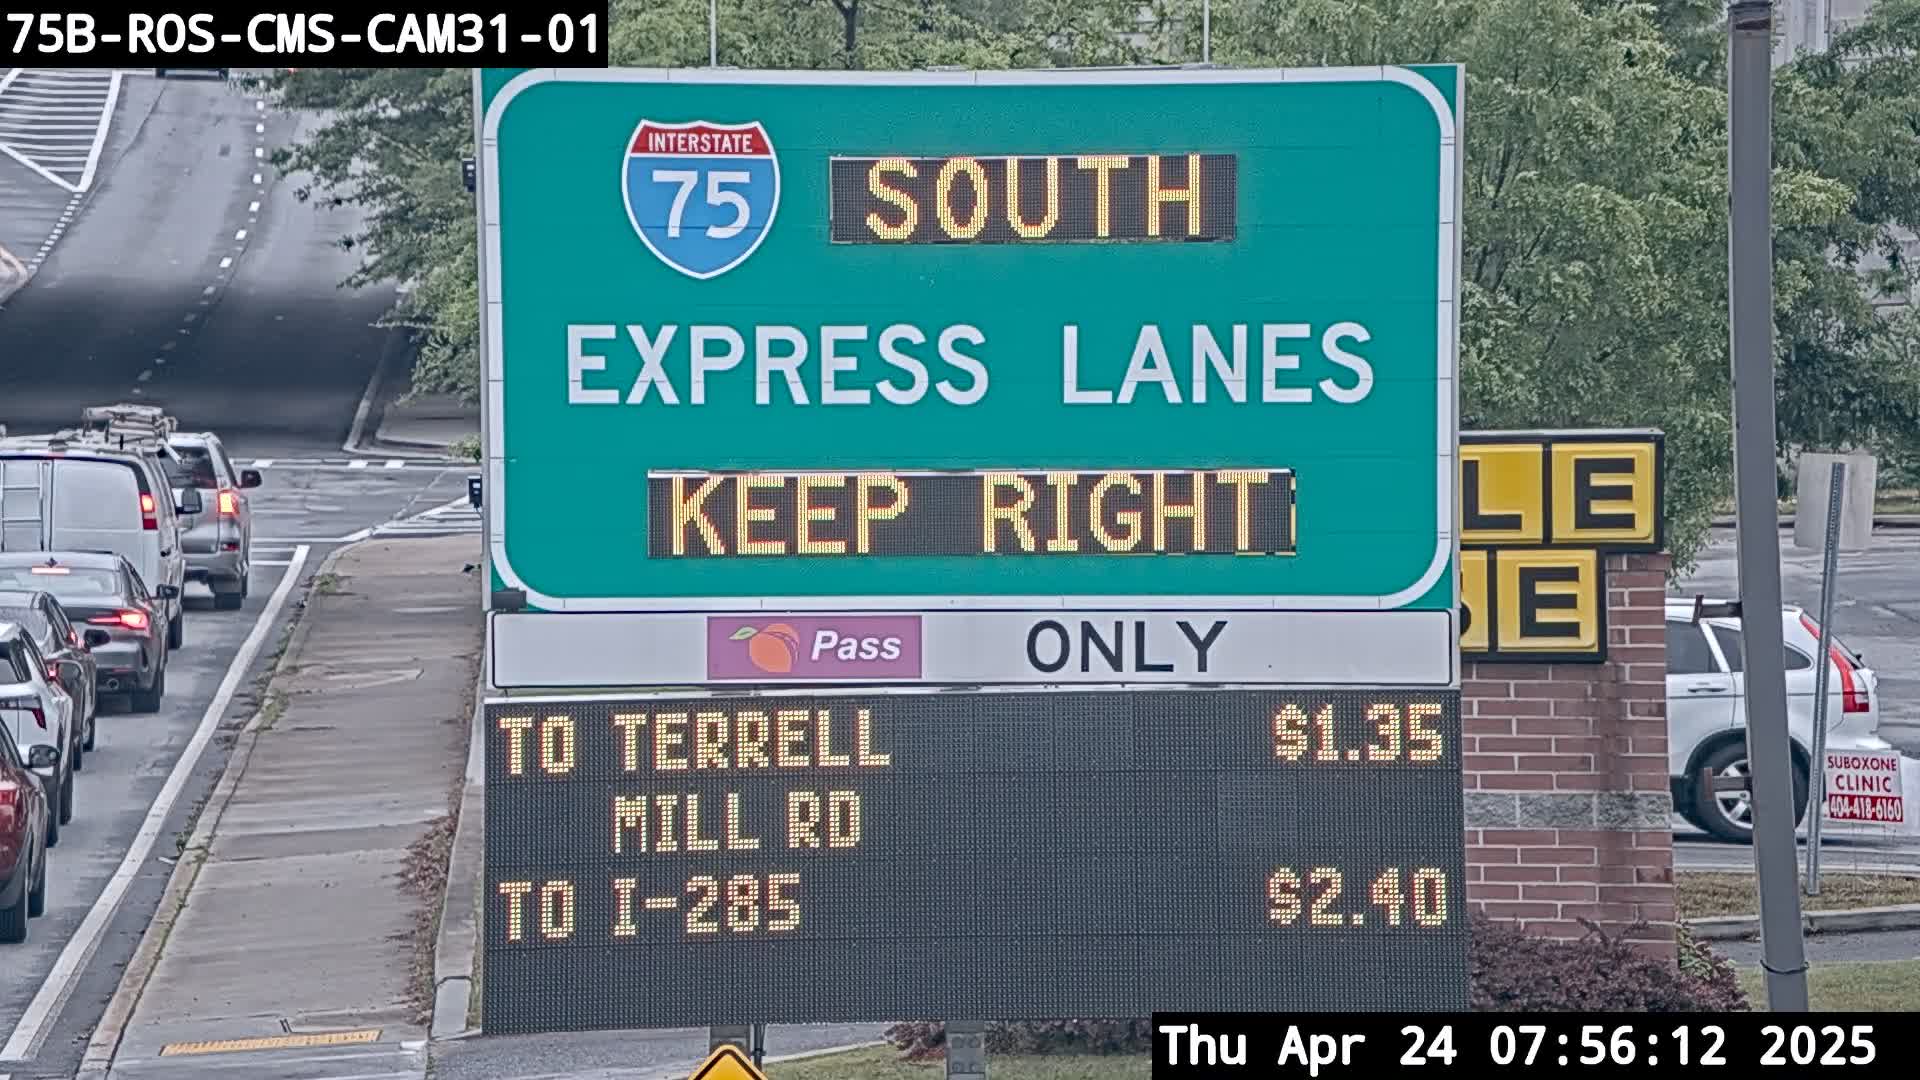 75B-ROS-CMS-CAM31-01
INTERSTATE
75
SOUTH
EXPRESS LANES
KEEP RIGHT
Pass
ONLY
TO TERRELL $1.35
MILL RD
TO I-285 $2.40
LE
E
SUBOXONE
CLINIC
404-418-6160
Thu Apr 24 07:56:12 2025